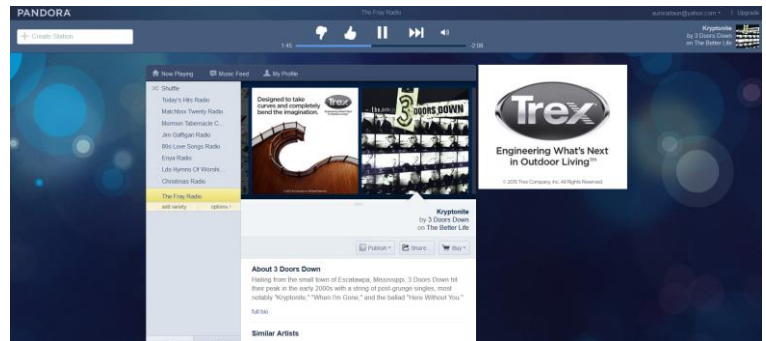 PANDORA
The Fray Radio
Upgrade
+ Create Station
1:45
-2:08
Kryptonite
by 3 Doors Down
on The Better Life
Now Playing
Music Feed
My Profile
Shuffle
Today's Hits Radio
Matchbox Twenty Radio
Mormon Tabernacle C...
Jim Gaffigan Radio
80s Love Songs Radio
Enya Radio
Lds Hymns Of Worshi...
Christmas Radio
The Fray Radio
add variety
options
Designed to take
curves and completely
bend the imagination.
Trex
3 DOORS DOWN
Kryptonite
by 3 Doors Down
on The Better Life
Publish
Share...
Buy
About 3 Doors Down
Hailing from the small town of Escatawpa, Mississippi, 3 Doors Down hit
their peak in the early 2000s with a string of post-grunge singles, most
notably "Kryptonite," "When I'm Gone," and the ballad "Here Without You."
full bio
Similar Artists
Trex
Engineering What's Next
in Outdoor Living℠
© 2015 Trex Company, Inc. All Rights Reserved.